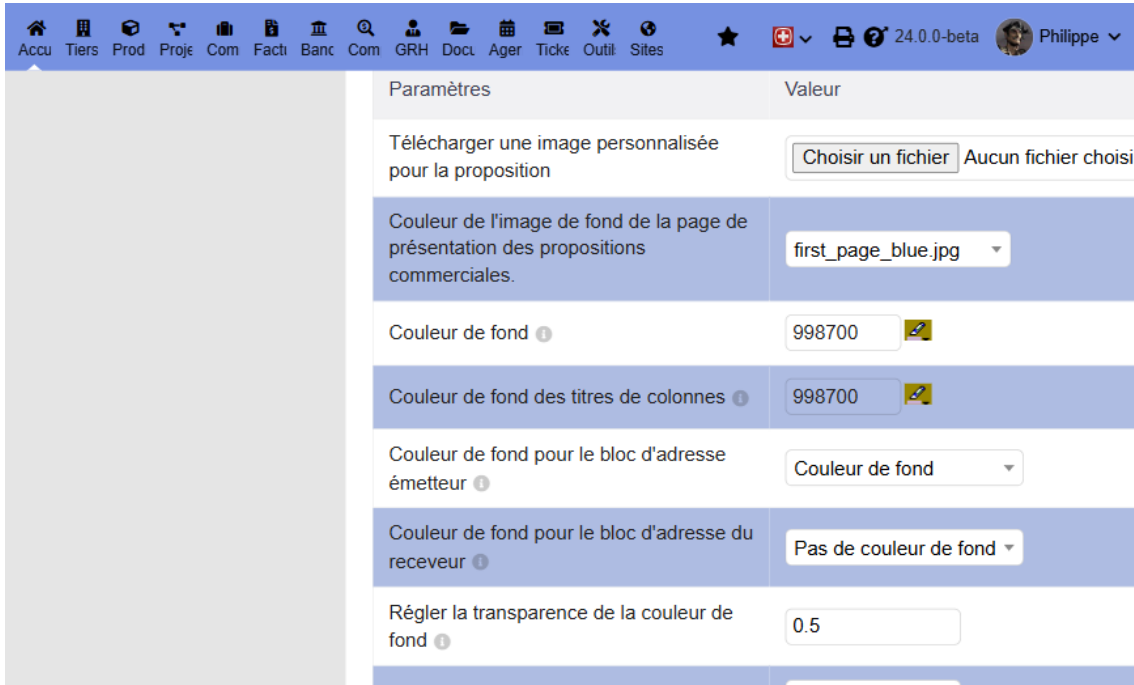 Accu Tiers Prod Proje Com Factu Banc Com GRH Docu Ager Ticke Outil Sites 24.0.0-beta Philippe
Paramètres Valeur
Télécharger une image personnalisée
pour la proposition
Choisir un fichier Aucun fichier choisi
Couleur de l'image de fond de la page de
présentation des propositions
commerciales.
first_page_blue.jpg
Couleur de fond
998700
Couleur de fond des titres de colonnes
998700
Couleur de fond pour le bloc d'adresse
émetteur
Couleur de fond
Couleur de fond pour le bloc d'adresse du
receveur
Pas de couleur de fond
Régler la transparence de la couleur de
fond
0.5